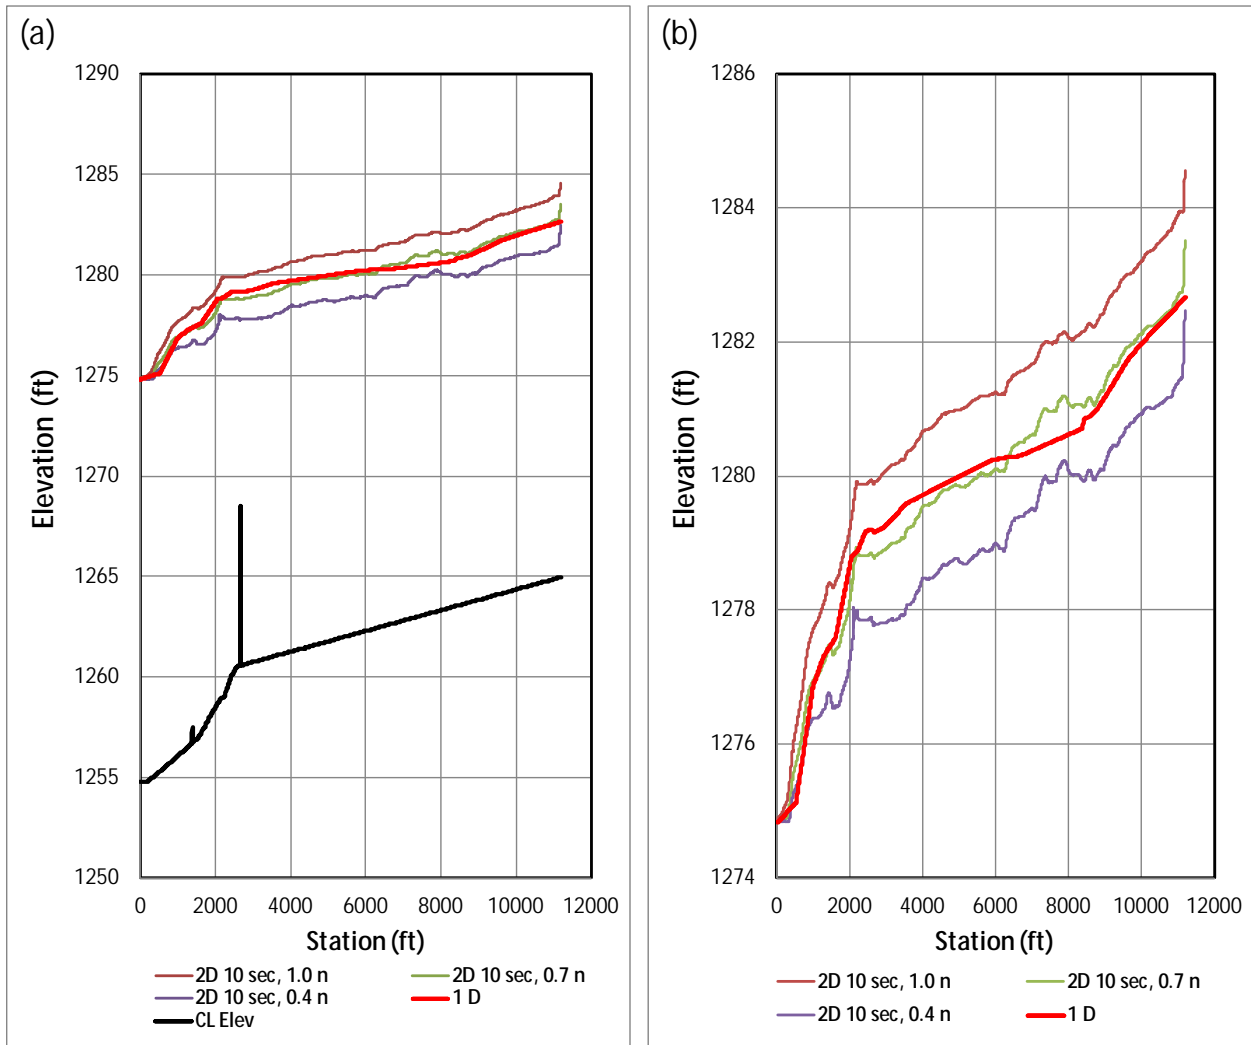 (a)
1290
1285
1280
1275
1270
1265
1260
1255
1250
Elevation (ft)
0 2000 4000 6000 8000 10000 12000
Station (ft)
2D 10 sec, 1.0 n 2D 10 sec, 0.7 n
2D 10 sec, 0.4 n 1 D
CL Elev
(b)
1286
1284
1282
1280
1278
1276
1274
Elevation (ft)
0 2000 4000 6000 8000 10000 12000
Station (ft)
2D 10 sec, 1.0 n 2D 10 sec, 0.7 n
2D 10 sec, 0.4 n 1 D